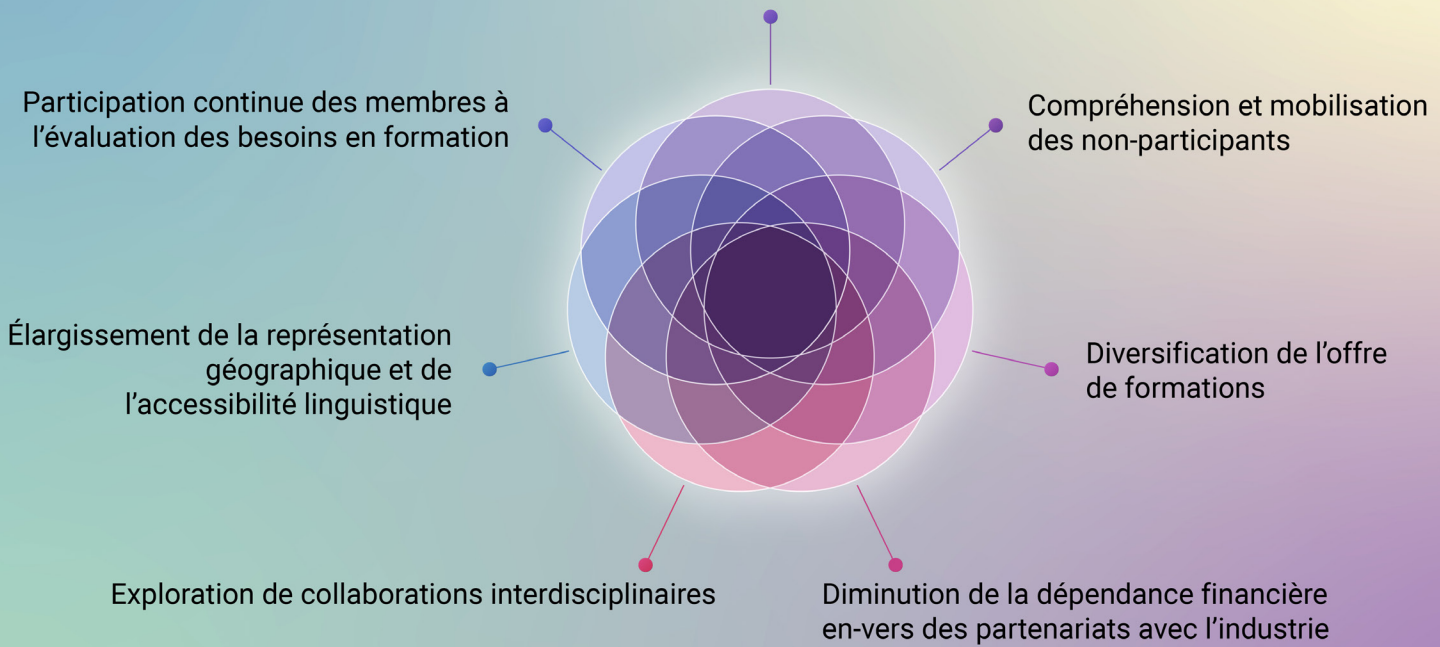 Participation continue des membres à
l’évaluation des besoins en formation
Compréhension et mobilisation
des non-participants
Élargissement de la représentation
géographique et de
l’accessibilité linguistique
Diversification de l’offre
de formations
Exploration de collaborations interdisciplinaires
Diminution de la dépendance financière
en-vers des partenariats avec l’industrie